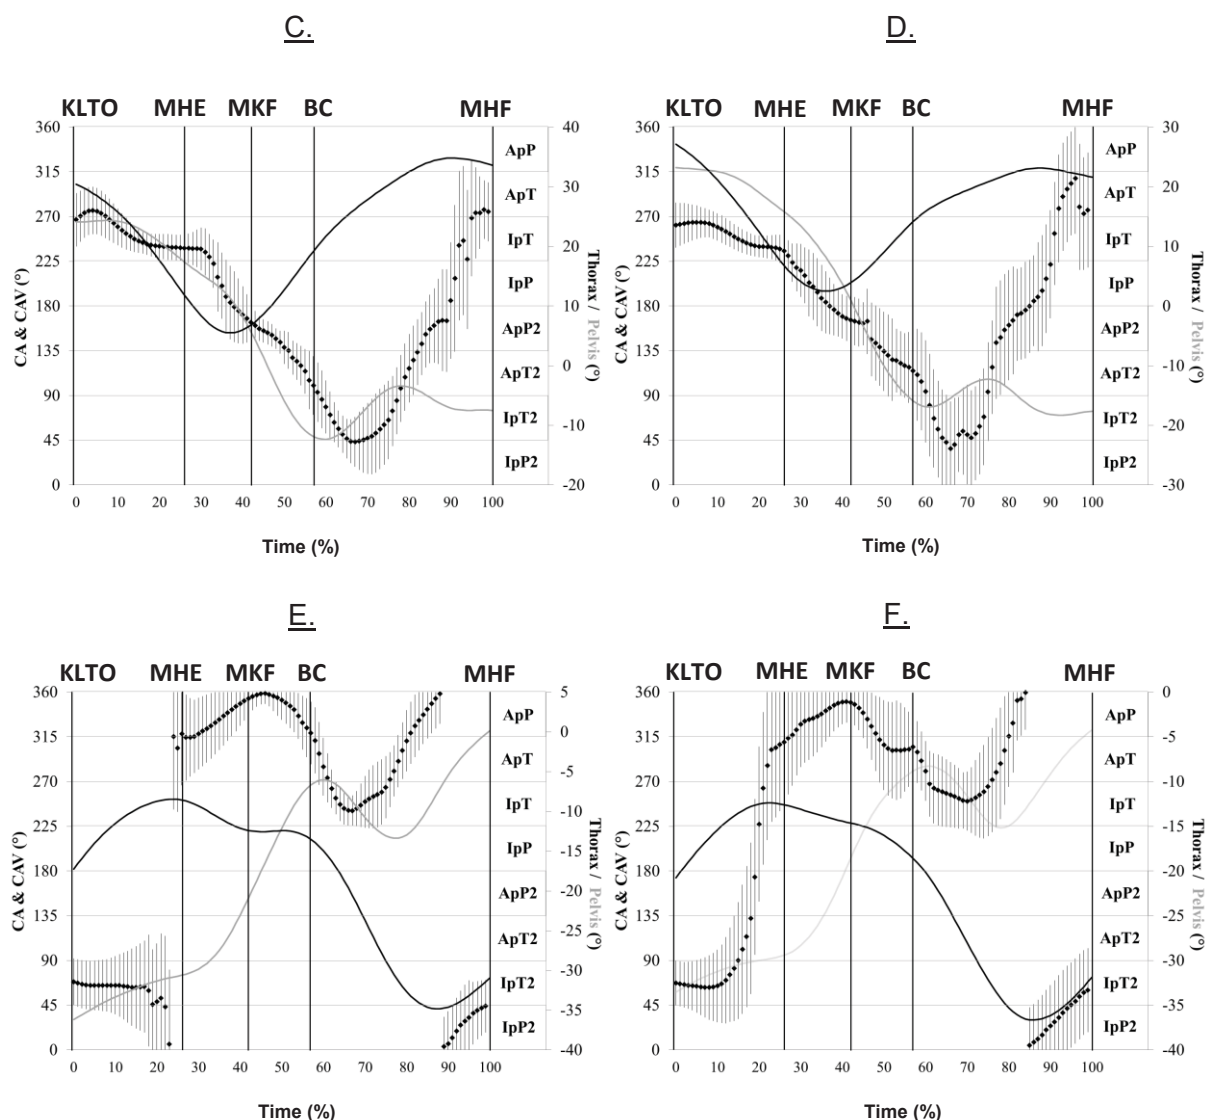 C.
KLTO MHE MKF BC MHF
360
315
270
225
180
135
90
45
0
CA & CAV (°)
40
30
20
10
0
-10
-20
Thorax / Pelvis (°)
ApP
ApT
IpT
IpP
ApP2
ApT2
IpT2
IpP2
0 10 20 30 40 50 60 70 80 90 100
Time (%)
D.
KLTO MHE MKF BC MHF
360
315
270
225
180
135
90
45
0
CA & CAV (°)
30
20
10
0
-10
-20
-30
Thorax / Pelvis (°)
ApP
ApT
IpT
IpP
ApP2
ApT2
IpT2
IpP2
0 10 20 30 40 50 60 70 80 90 100
Time (%)
E.
KLTO MHE MKF BC MHF
360
315
270
225
180
135
90
45
0
CA & CAV (°)
5
0
-5
-10
-15
-20
-25
-30
-35
-40
Thorax / Pelvis (°)
ApP
ApT
IpT
IpP
ApP2
ApT2
IpT2
IpP2
0 10 20 30 40 50 60 70 80 90 100
Time (%)
F.
KLTO MHE MKF BC MHF
360
315
270
225
180
135
90
45
0
CA & CAV (°)
0
-5
-10
-15
-20
-25
-30
-35
-40
Thorax / Pelvis (°)
ApP
ApT
IpT
IpP
ApP2
ApT2
IpT2
IpP2
0 10 20 30 40 50 60 70 80 90 100
Time (%)